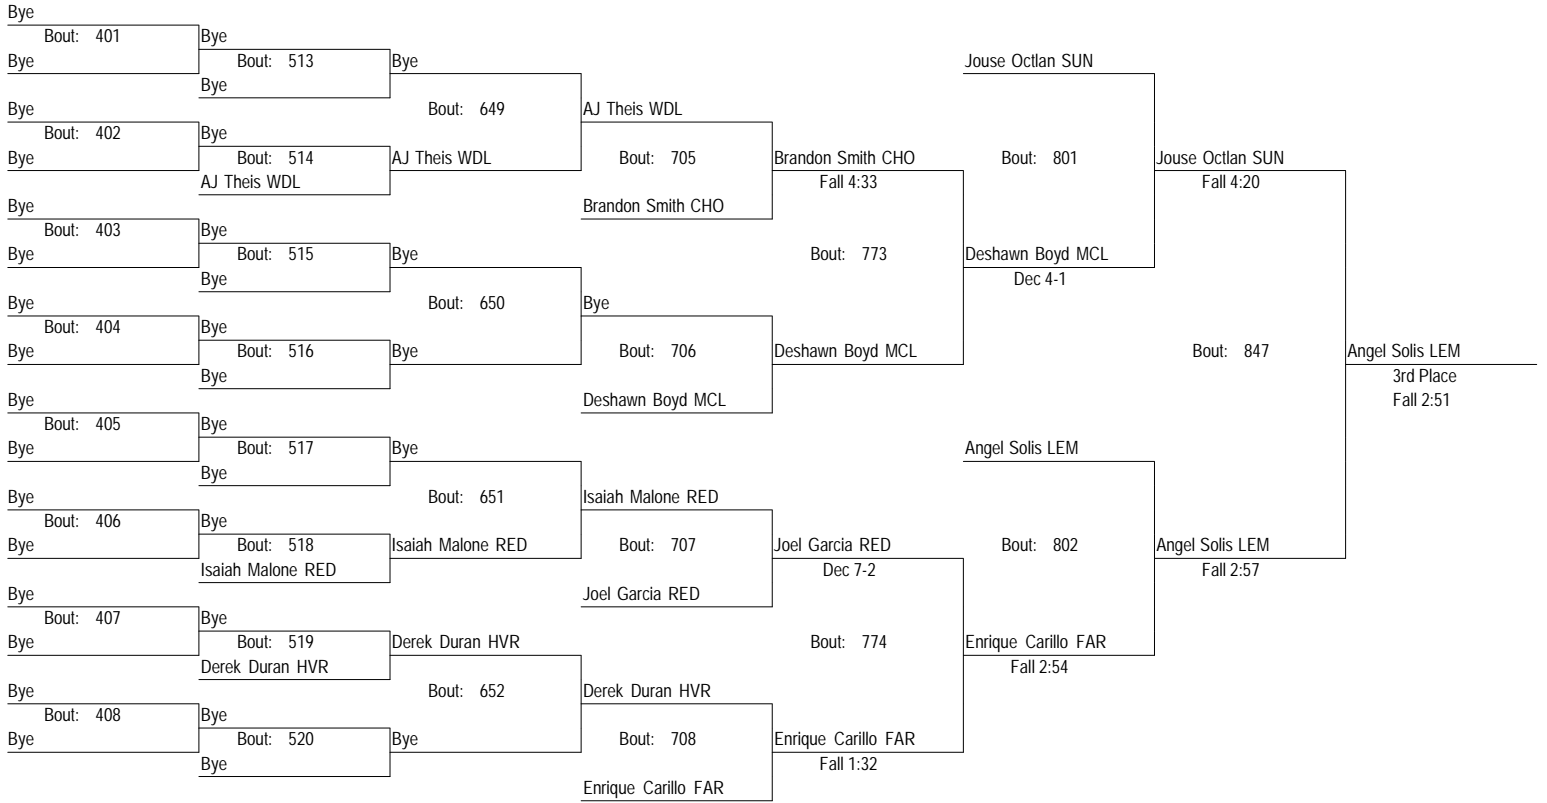 Bye
Bout: 401 Bye
Bye Bout: 513 Bye Jouse Octlan SUN
Bye
Bye Bout: 649 AJ Theis WDL
Bout: 402 Bye
Bye Bout: 514 AJ Theis WDL Bout: 705 Brandon Smith CHO Bout: 801 Jouse Octlan SUN
AJ Theis WDL Fall 4:33 Fall 4:20
Bye Brandon Smith CHO
Bout: 403 Bye
Bye Bout: 515 Bye Bout: 773 Deshawn Boyd MCL
Bye Dec 4-1
Bye Bout: 650 Bye
Bout: 404 Bye
Bye Bout: 516 Bye Bout: 706 Deshawn Boyd MCL Bout: 847 Angel Solis LEM
Bye 3rd Place
Bye Deshawn Boyd MCL Fall 2:51
Bout: 405 Bye
Bye Bout: 517 Bye Angel Solis LEM
Bye
Bye Bout: 651 Isaiah Malone RED
Bout: 406 Bye
Bye Bout: 518 Isaiah Malone RED Bout: 707 Joel Garcia RED Bout: 802 Angel Solis LEM
Isaiah Malone RED Dec 7-2 Fall 2:57
Bye Joel Garcia RED
Bout: 407 Bye
Bye Bout: 519 Derek Duran HVR Bout: 774 Enrique Carillo FAR
Derek Duran HVR Fall 2:54
Bye Bout: 652 Derek Duran HVR
Bout: 408 Bye
Bye Bout: 520 Bye Bout: 708 Enrique Carillo FAR
Bye Fall 1:32
Enrique Carillo FAR